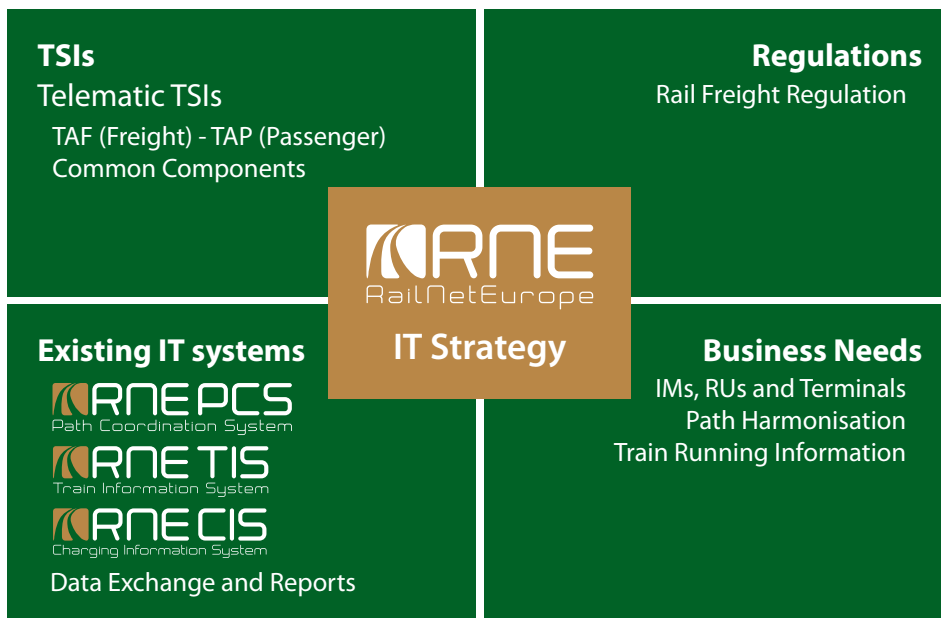 TSIs
Telematic TSIs
TAF (Freight) - TAP (Passenger)
Common Components
Regulations
Rail Freight Regulation
RNE
RailNetEurope
IT Strategy
Existing IT systems
RNE PCS
Path Coordination System
RNE TIS
Train Information System
RNE CIS
Charging Information System
Data Exchange and Reports
Business Needs
IMs, RUs and Terminals
Path Harmonisation
Train Running Information